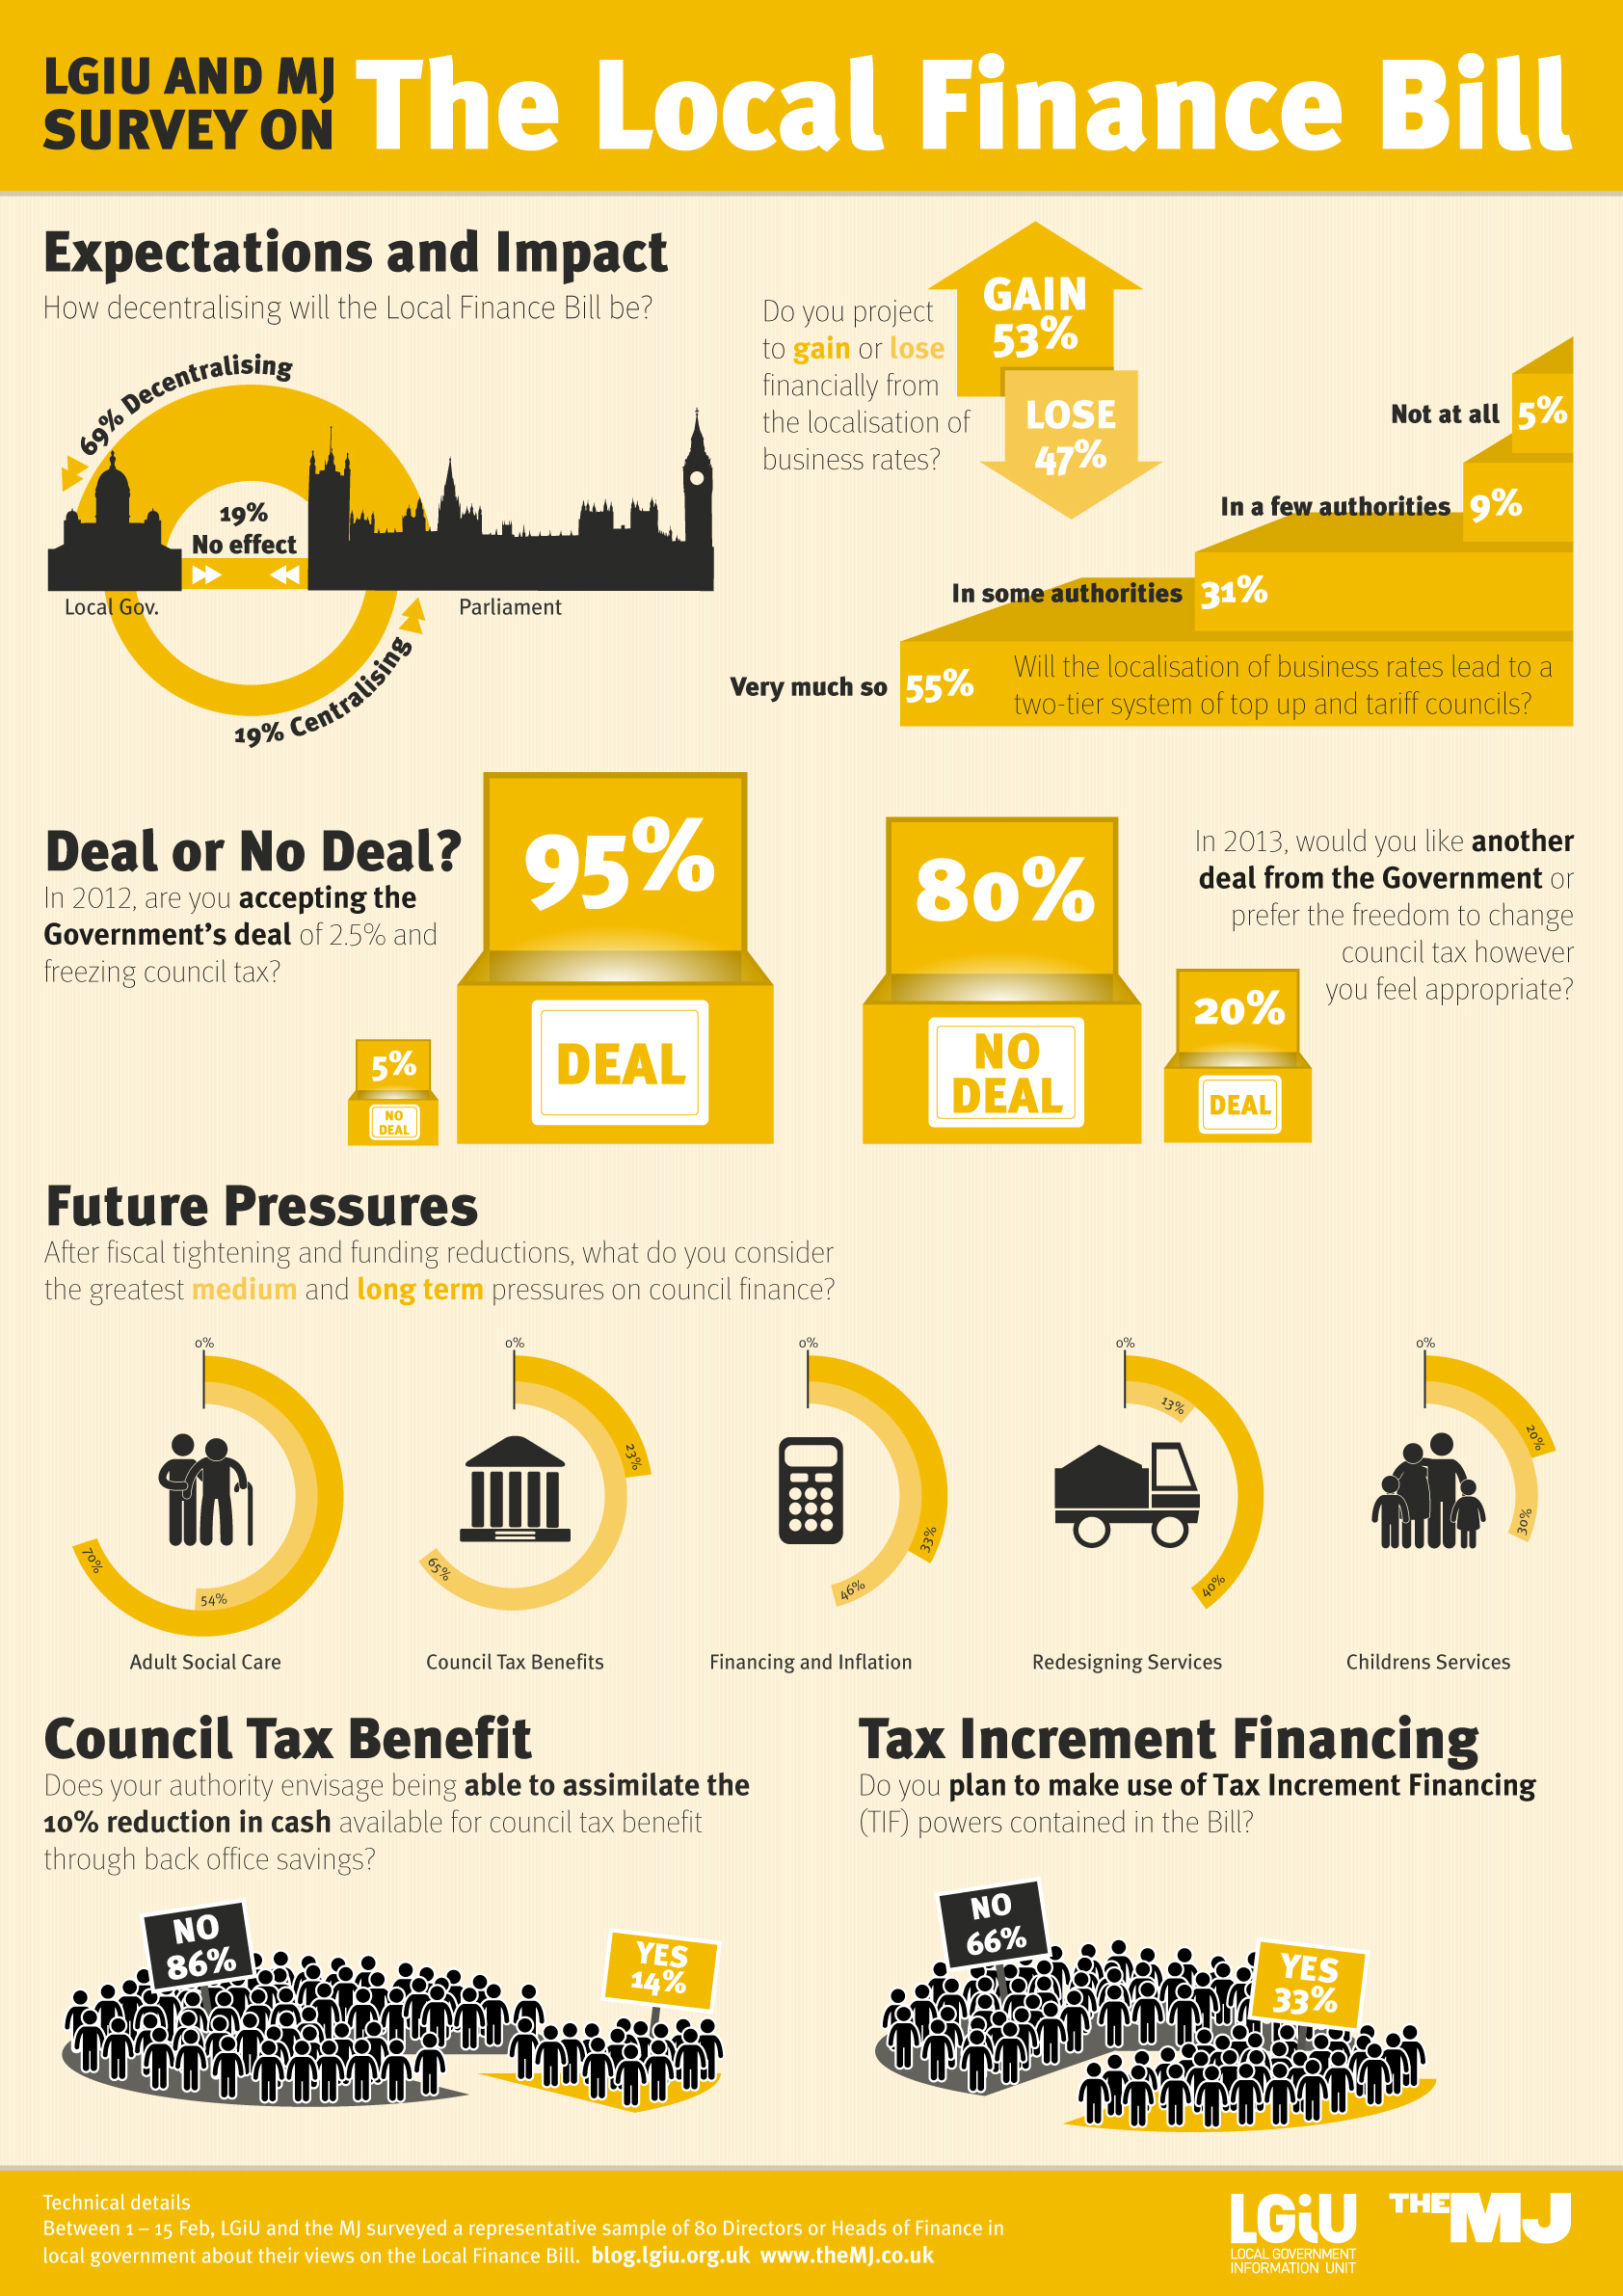 LGIU AND MJ
SURVEY ON
The Local Finance Bill
Expectations and Impact
How decentralising will the Local Finance Bill be?
69% Decentralising
19%
No effect
Local Gov.
Parliament
19% Centralising
Do you project
to gain or lose
financially from
the localisation of
business rates?
GAIN
53%
LOSE
47%
Not at all 5%
In a few authorities 9%
In some authorities 31%
Very much so 55%
Will the localisation of business rates lead to a
two-tier system of top up and tariff councils?
Deal or No Deal?
In 2012, are you accepting the
Government's deal of 2.5% and
freezing council tax?
5%
NO
DEAL
95%
DEAL
80%
NO
DEAL
20%
DEAL
In 2013, would you like another
deal from the Government or
prefer the freedom to change
council tax however
you feel appropriate?
Future Pressures
After fiscal tightening and funding reductions, what do you consider
the greatest medium and long term pressures on council finance?
0%
70%
54%
Adult Social Care
0%
23%
65%
Council Tax Benefits
0%
33%
46%
Financing and Inflation
0%
13%
40%
Redesigning Services
0%
20%
30%
Childrens Services
Council Tax Benefit
Does your authority envisage being able to assimilate the
10% reduction in cash available for council tax benefit
through back office savings?
NO
86%
YES
14%
Tax Increment Financing
Do you plan to make use of Tax Increment Financing
(TIF) powers contained in the Bill?
NO
66%
YES
33%
Technical details
Between 1 – 15 Feb, LGiU and the MJ surveyed a representative sample of 80 Directors or Heads of Finance in
local government about their views on the Local Finance Bill. blog.lgiu.org.uk www.theMJ.co.uk
LGiU
LOCAL GOVERNMENT
INFORMATION UNIT
THE MJ